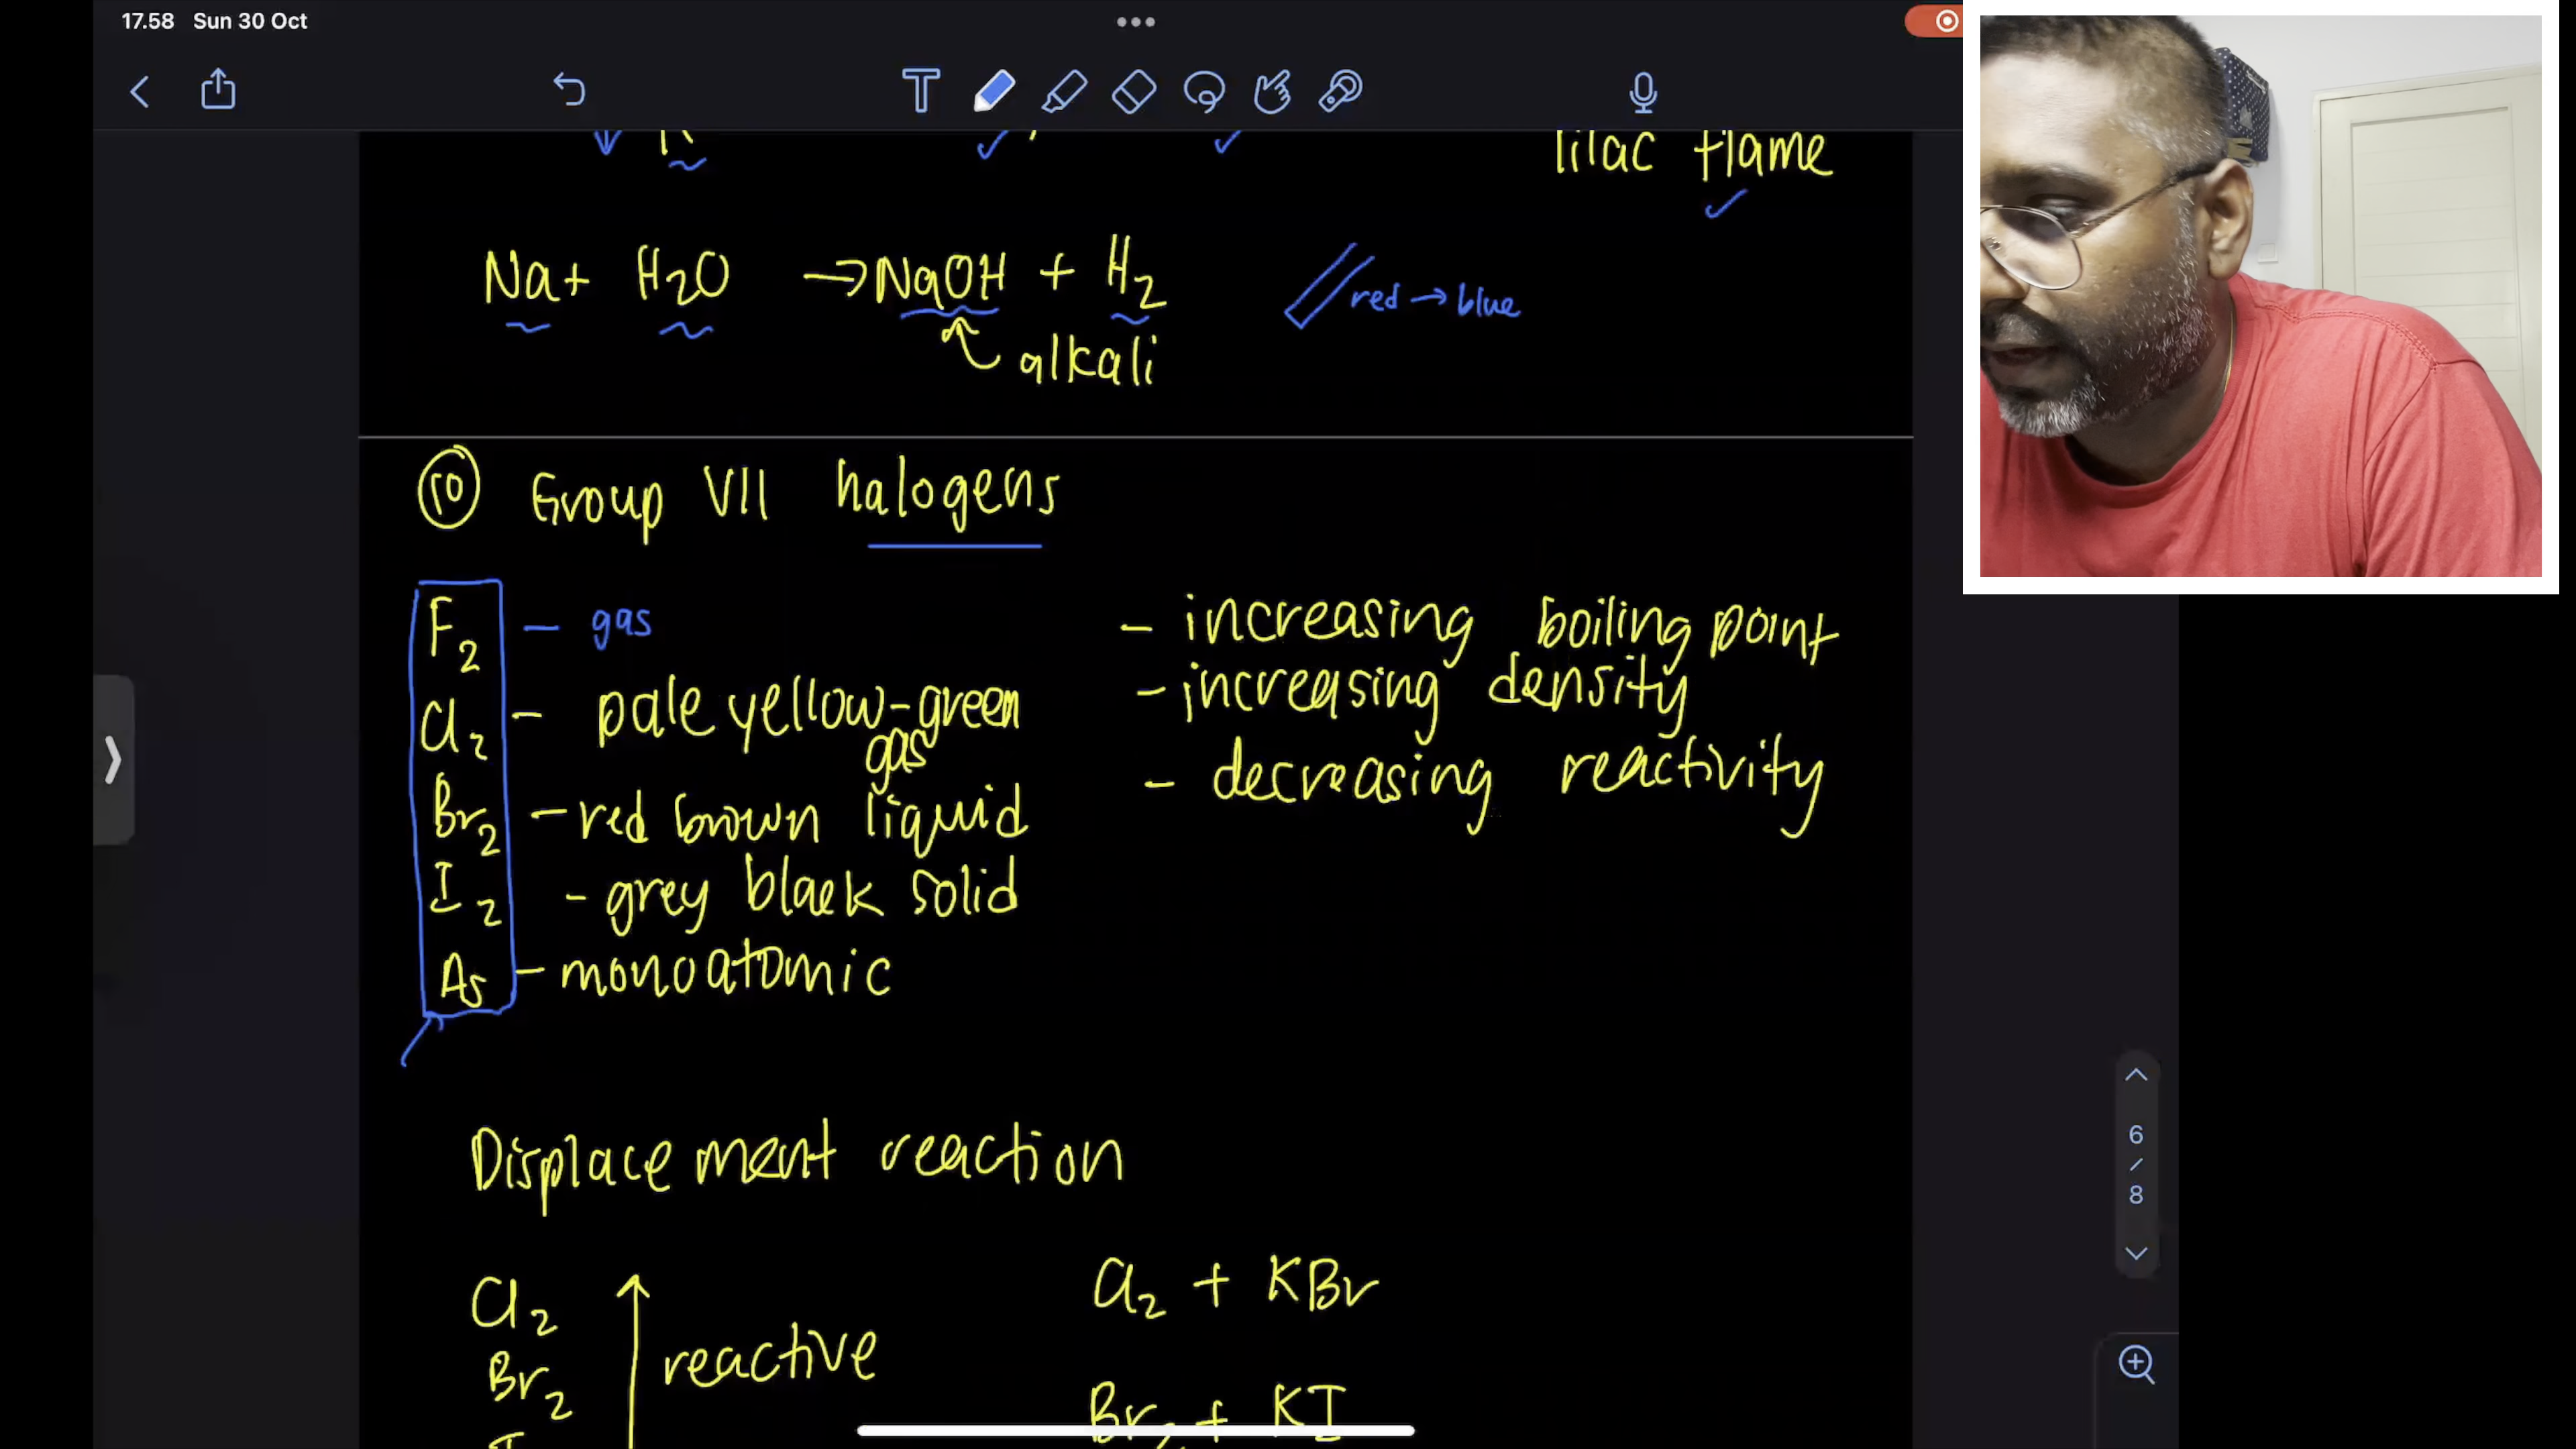 17.58 Sun 30 Oct
T
lilac flame
Na + H2O → NaOH + H2
red → blue
alkali
10 Group VII halogens
F2 – gas
Cl2 – pale yellow-green
gas
Br2 – red brown liquid
I2 – grey black solid
As – monoatomic
– increasing boiling point
– increasing density
– decreasing reactivity
Displacement reaction
Cl2
Br2
reactive
Cl2 + KBr
Br2 + KI
6
/
8